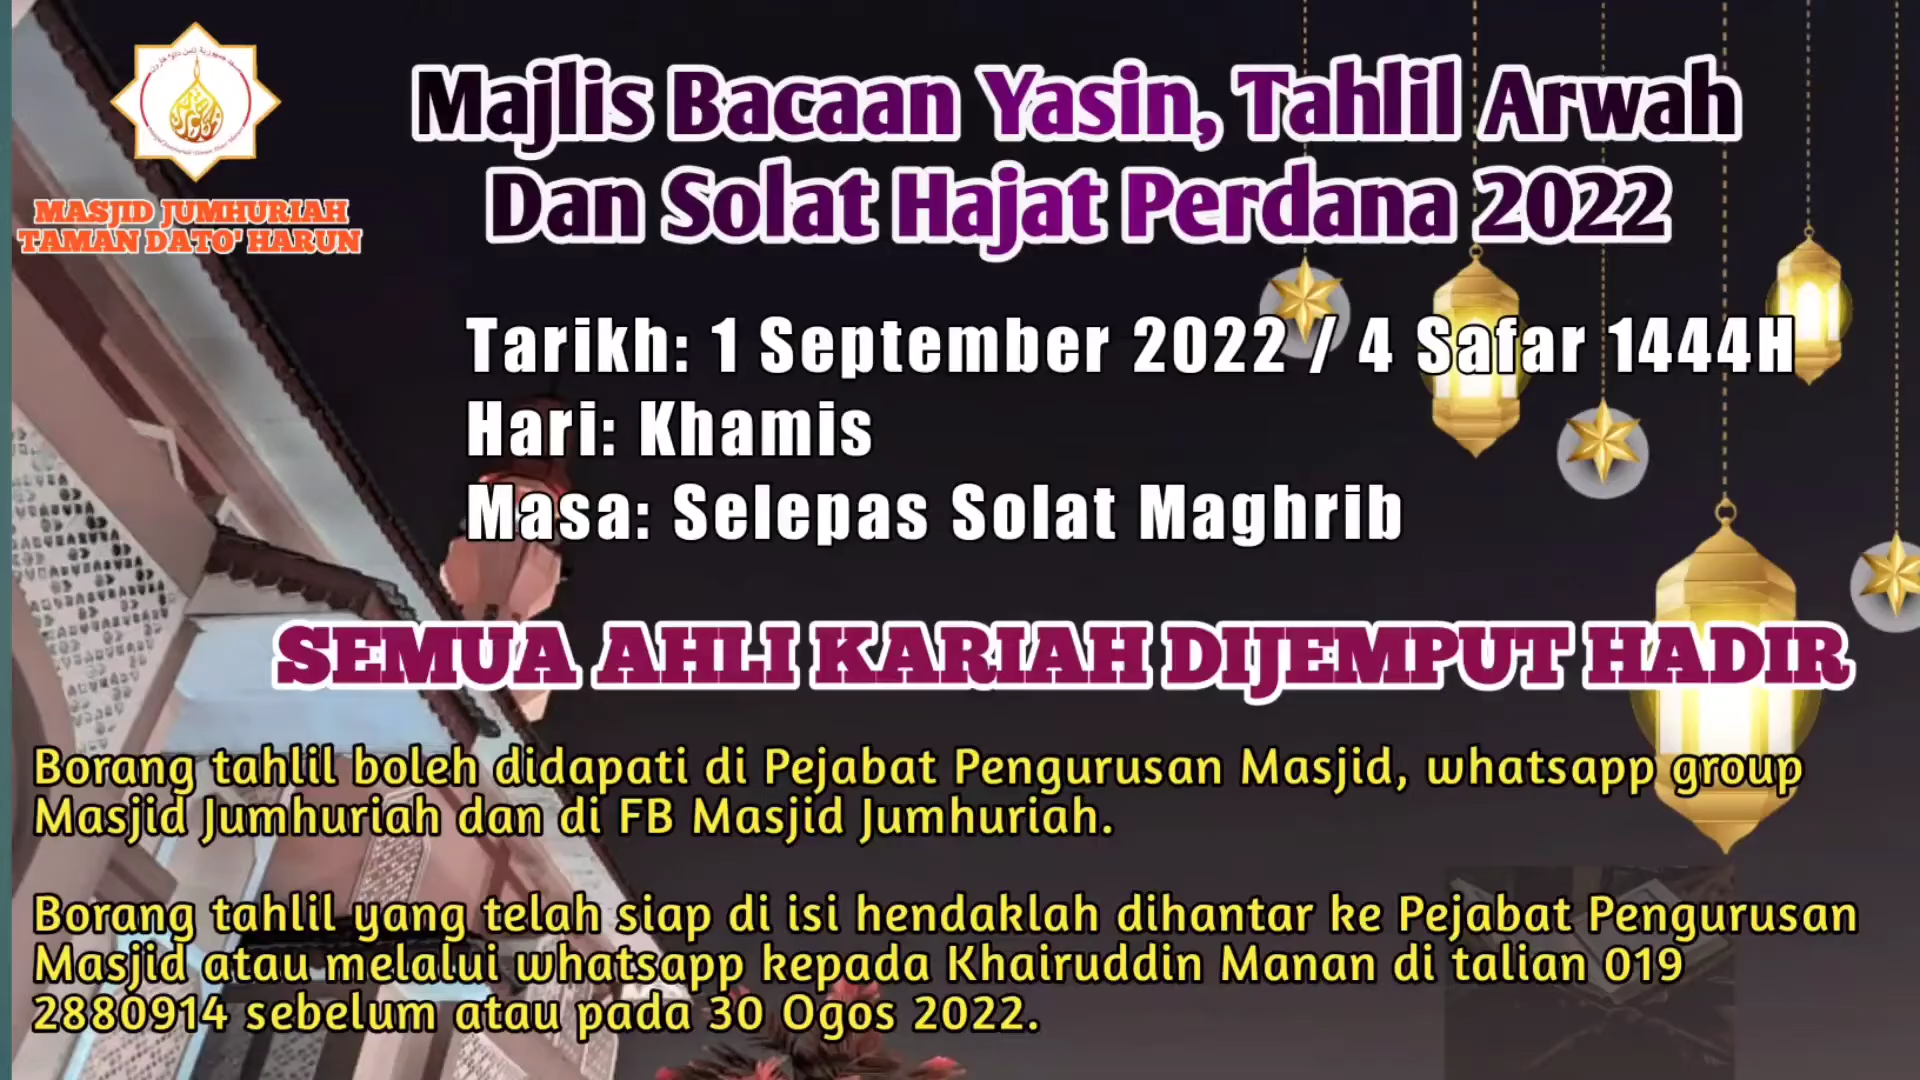 MASJID JUMHURIAH
TAMAN DATO' HARUN
Majlis Bacaan Yasin, Tahlil Arwah
Dan Solat Hajat Perdana 2022
Tarikh: 1 September 2022 / 4 Safar 1444H
Hari: Khamis
Masa: Selepas Solat Maghrib
SEMUA AHLI KARIAH DIJEMPUT HADIR
Borang tahlil boleh didapati di Pejabat Pengurusan Masjid, whatsapp group
Masjid Jumhuriah dan di FB Masjid Jumhuriah.
Borang tahlil yang telah siap di isi hendaklah dihantar ke Pejabat Pengurusan
Masjid atau melalui whatsapp kepada Khairuddin Manan di talian 019
2880914 sebelum atau pada 30 Ogos 2022.